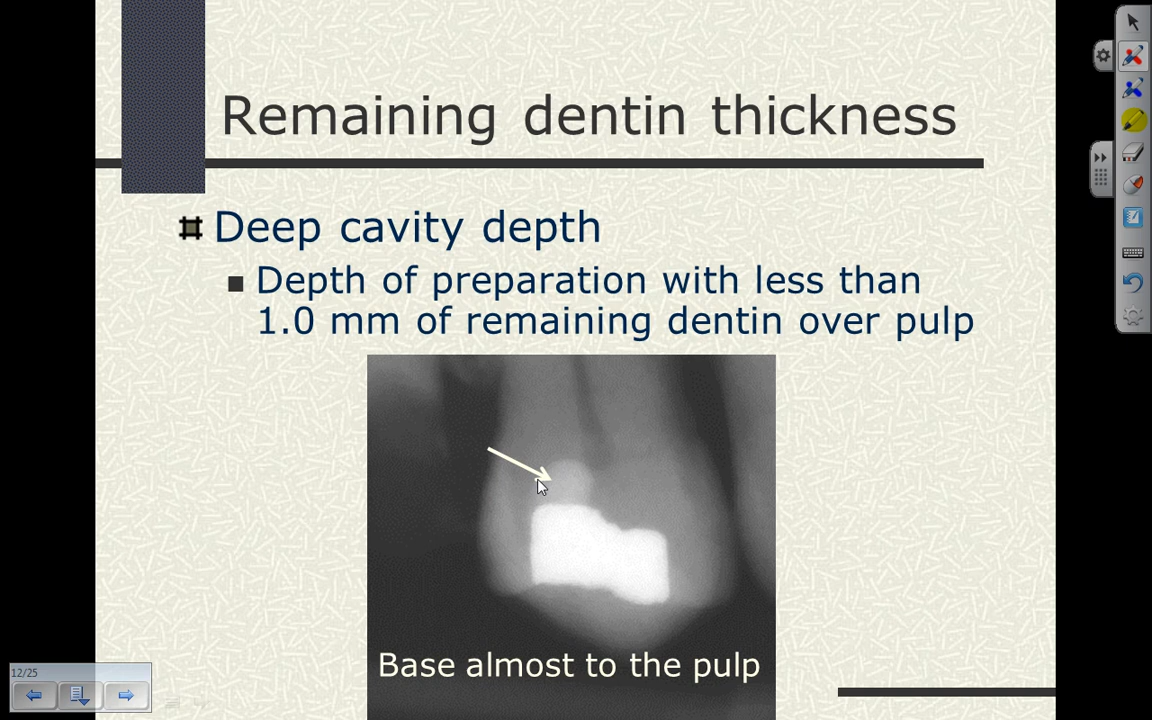 Remaining dentin thickness
Deep cavity depth
Depth of preparation with less than
1.0 mm of remaining dentin over pulp
Base almost to the pulp
12/25